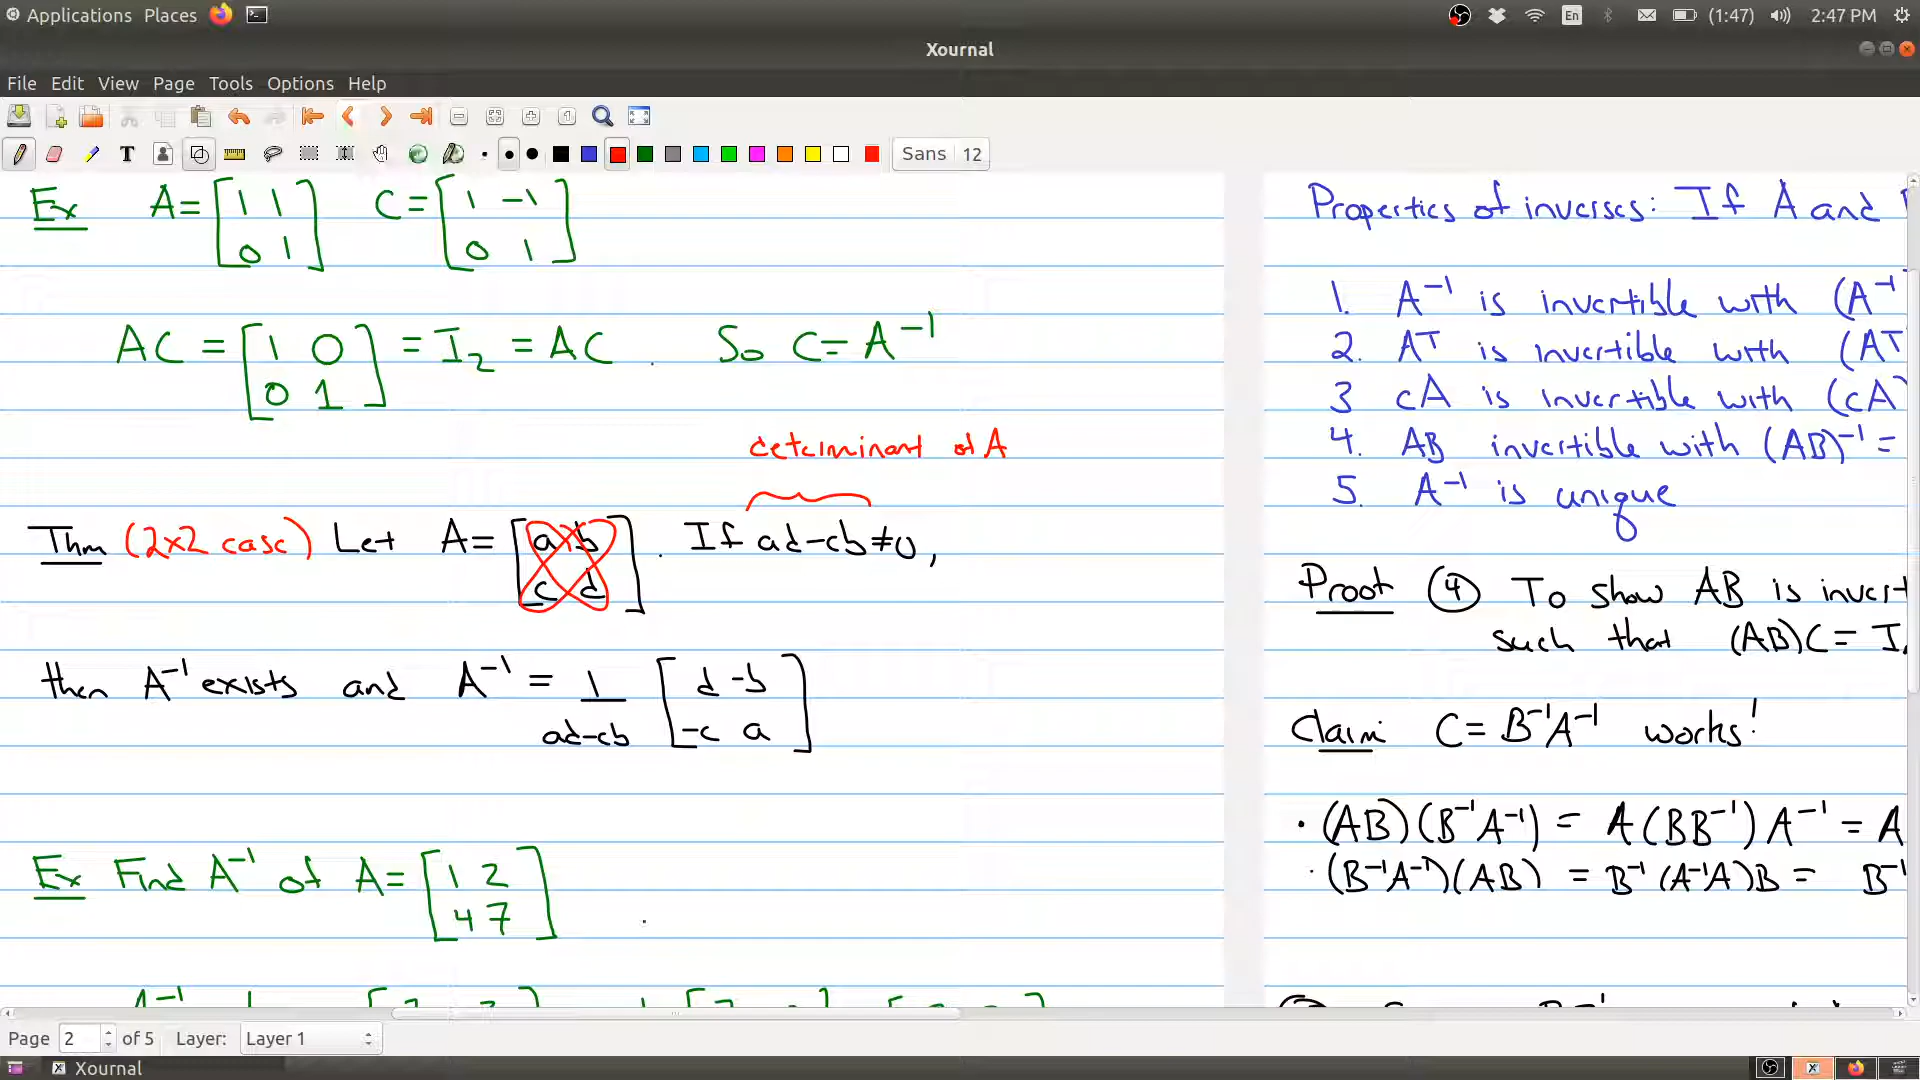 Applications Places En (1:47) 2:47 PM
Xournal
File Edit View Page Tools Options Help
T Sans 12
Ex A = [1 1 C = [1 -1
0 1] 0 1]
AC = [1 0 = I₂ = AC . So C = A⁻¹
0 1]
determinant of A
Thm (2x2 case) Let A = [a b . If ad-cb≠0,
c d]
then A⁻¹ exists and A⁻¹ = 1 [d -b
ad-cb -c a]
Ex Find A⁻¹ of A = [1 2
4 7]
Properties of inverses: If A and
1. A⁻¹ is invertible with (A⁻¹
2. Aᵀ is invertible with (Aᵀ
3 cA is invertible with (cA)
4. AB invertible with (AB)⁻¹ =
5. A⁻¹ is unique
Proof ④ To show AB is invert
such that (AB)C = I
Claim C = B⁻¹A⁻¹ works!
• (AB)(B⁻¹A⁻¹) = A(BB⁻¹)A⁻¹ = A
• (B⁻¹A⁻¹)(AB) = B⁻¹(A⁻¹A)B = B⁻¹
Page 2 of 5 Layer: Layer 1
Xournal